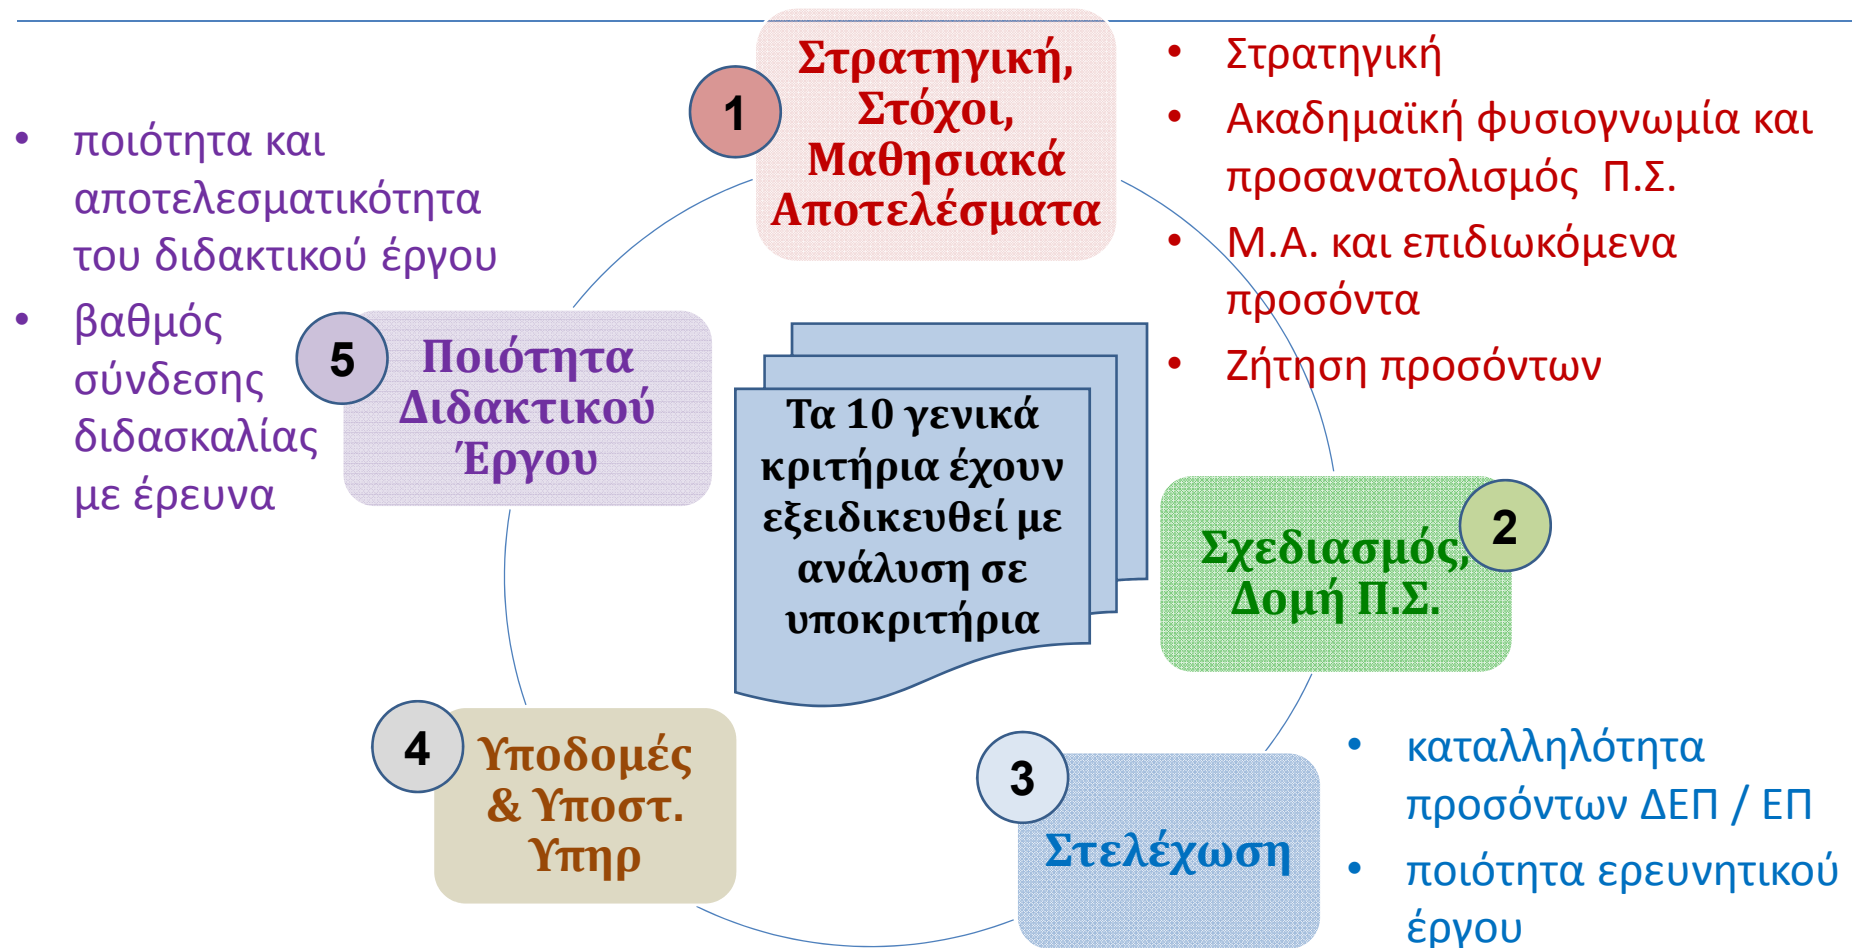 1
Στρατηγική,
Στόχοι,
Μαθησιακά
Αποτελέσματα
• Στρατηγική
• Ακαδημαϊκή φυσιογνωμία και
προσανατολισμός Π.Σ.
• Μ.Α. και επιδιωκόμενα
προσόντα
• Ζήτηση προσόντων
2
Σχεδιασμός,
Δομή Π.Σ.
3
Στελέχωση
• καταλληλότητα
προσόντων ΔΕΠ / ΕΠ
• ποιότητα ερευνητικού
έργου
4
Υποδομές
& Υποστ.
Υπηρ
5
Ποιότητα
Διδακτικού
Έργου
• ποιότητα και
αποτελεσματικότητα
του διδακτικού έργου
• βαθμός
σύνδεσης
διδασκαλίας
με έρευνα
Τα 10 γενικά
κριτήρια έχουν
εξειδικευθεί με
ανάλυση σε
υποκριτήρια